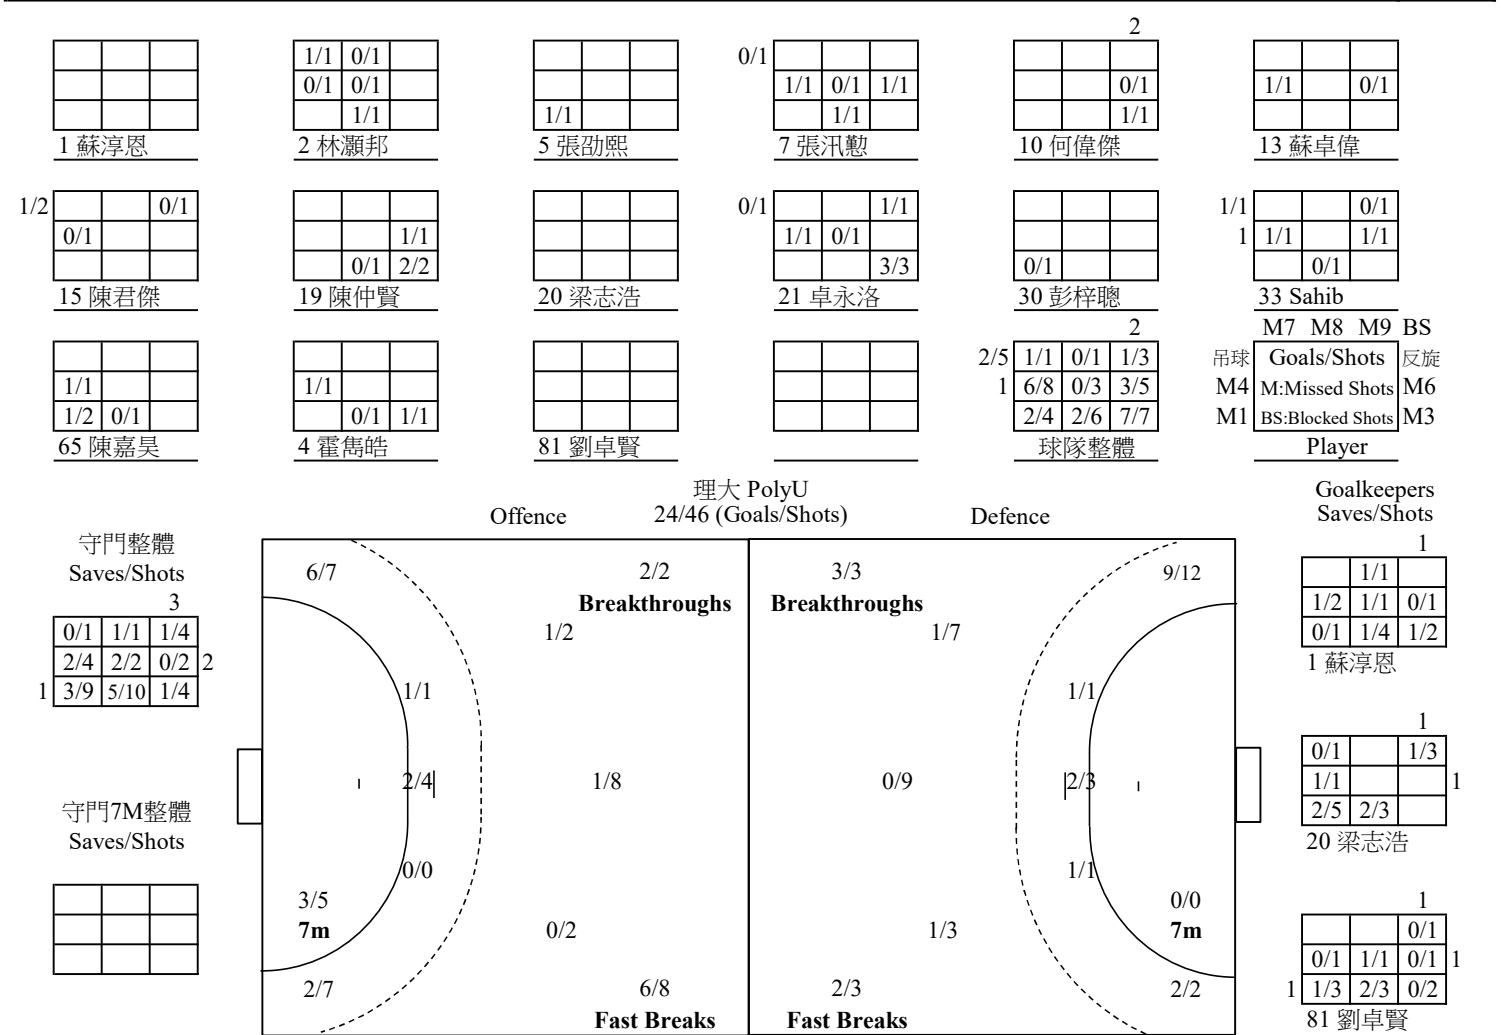 2
1/1 0/1
0/1
0/1 0/1
1/1 0/1 1/1
0/1
1/1 0/1
1/1
1/1
1/1
1/1
1 蘇淳恩
2 林灝邦
5 張劭熙
7 張汛懃
10 何偉傑
13 蘇卓偉
1/2
0/1
0/1
1/1
1/1
0/1
0/1
1/1
1/1 0/1
1
1/1 1/1
0/1 2/2
3/3
0/1
0/1
15 陳君傑
19 陳仲賢
20 梁志浩
21 卓永洛
30 彭梓聰
33 Sahib
2
M7 M8 M9 BS
2/5 1/1 0/1 1/3
吊球 Goals/Shots 反旋
1/1
1/1
1 6/8 0/3 3/5
M4 M:Missed Shots M6
1/2 0/1
0/1 1/1
2/4 2/6 7/7
M1 BS:Blocked Shots M3
65 陳嘉昊
4 霍雋皓
81 劉卓賢
球隊整體
Player
理大 PolyU
24/46 (Goals/Shots)
Offence
Defence
Goalkeepers
Saves/Shots
守門整體
Saves/Shots
3
0/1 1/1 1/4
2/4 2/2 0/2 2
1 3/9 5/10 1/4
守門7M整體
Saves/Shots
6/7
2/2
Breakthroughs
1/2
1/1
2/4
1/8
0/0
3/5
7m
0/2
2/7
6/8
Fast Breaks
3/3
Breakthroughs
9/12
1/7
1/1
0/9
2/3
1/1
0/0
7m
1/3
2/3
Fast Breaks
2/2
1
1/1
1/2 1/1 0/1
0/1 1/4 1/2
1 蘇淳恩
1
0/1 1/3
1/1 1
2/5 2/3
20 梁志浩
1
0/1
0/1 1/1 0/1 1
1 1/3 2/3 0/2
81 劉卓賢